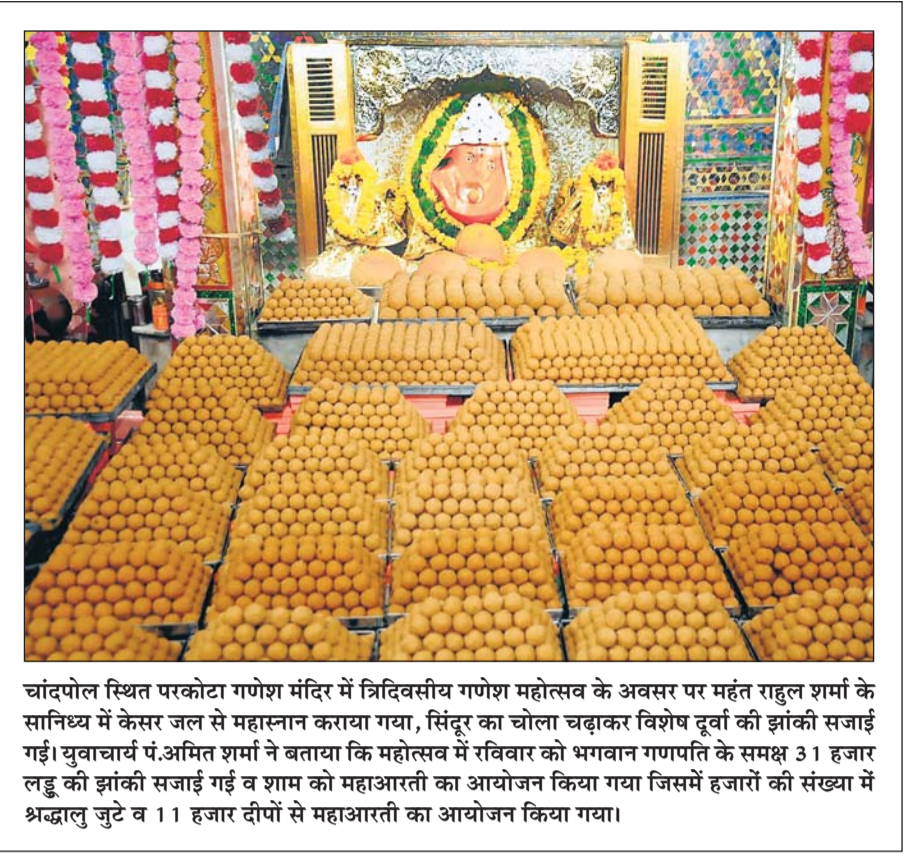 चांदपोल स्थित परकोटा गणेश मंदिर में त्रिदिवसीय गणेश महोत्सव के अवसर पर महंत राहुल शर्मा के
सानिध्य में केसर जल से महास्नान कराया गया, सिंदूर का चोला चढ़ाकर विशेष दूर्वा की झांकी सजाई
गई। युवाचार्य पं.अमित शर्मा ने बताया कि महोत्सव में रविवार को भगवान गणपति के समक्ष 31 हजार
लड्डू की झांकी सजाई गई व शाम को महाआरती का आयोजन किया गया जिसमें हजारों की संख्या में
श्रद्धालु जुटे व 11 हजार दीपों से महाआरती का आयोजन किया गया।